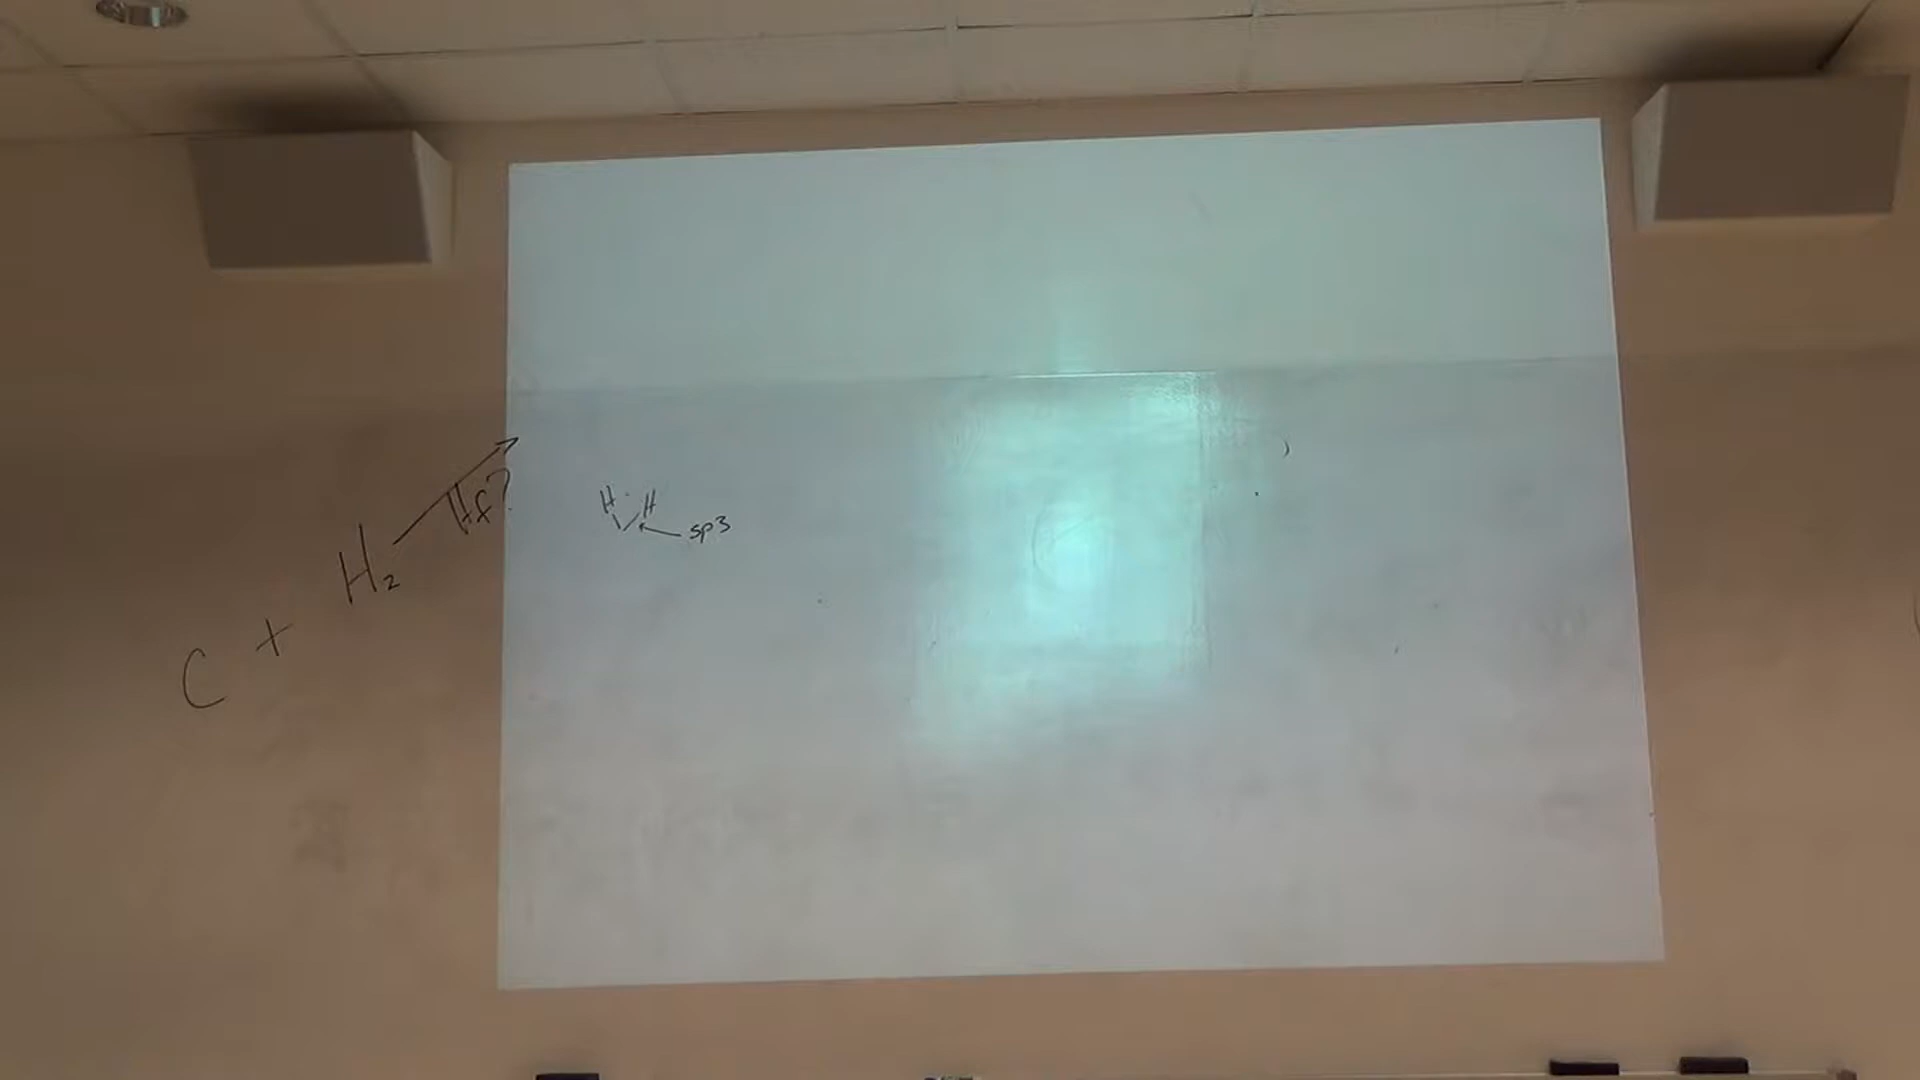 C + H₂ → Hf?
H H ← sp3